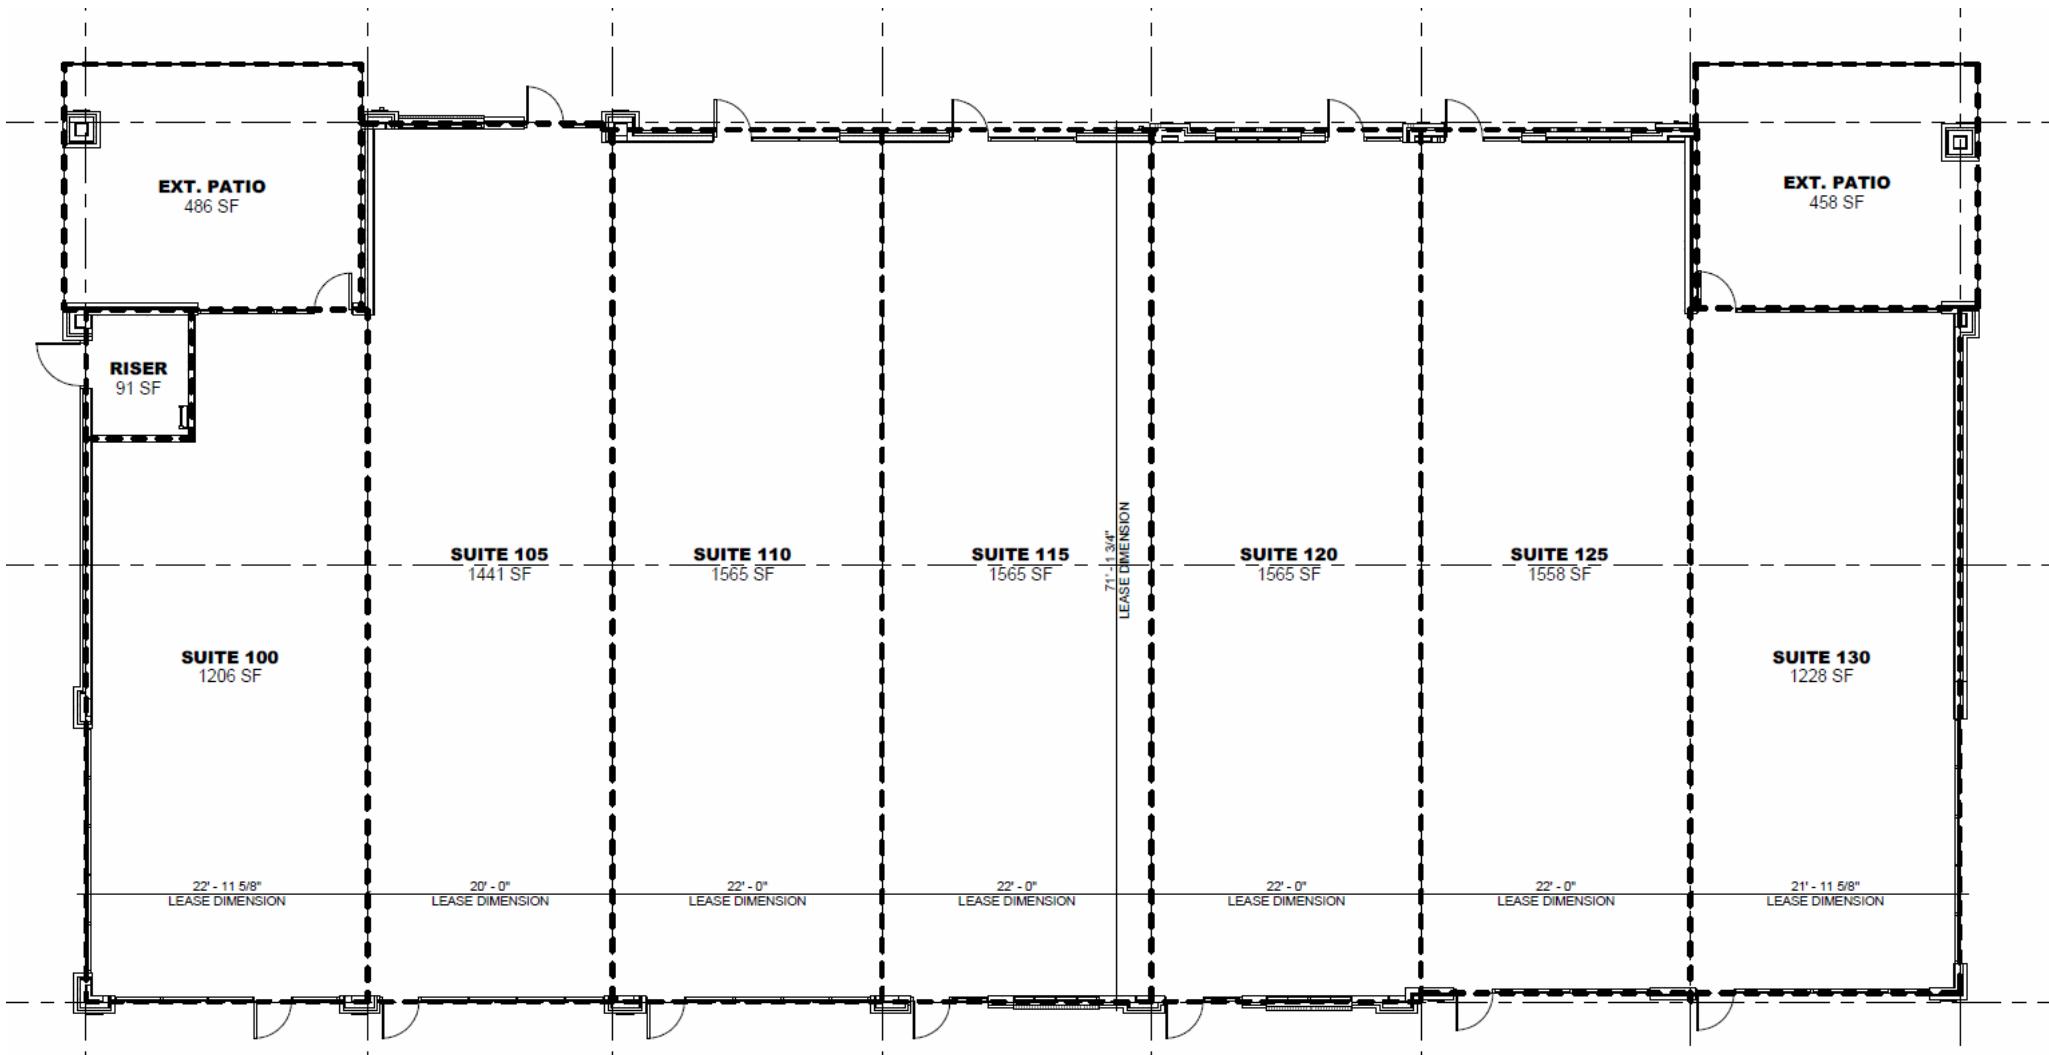 EXT. PATIO
486 SF
EXT. PATIO
458 SF
RISER
91 SF
SUITE 105
1441 SF
SUITE 110
1565 SF
SUITE 115
1565 SF
71' - 1 3/4"
LEASE DIMENSION
SUITE 120
1565 SF
SUITE 125
1558 SF
SUITE 100
1206 SF
SUITE 130
1228 SF
22' - 11 5/8"
LEASE DIMENSION
20' - 0"
LEASE DIMENSION
22' - 0"
LEASE DIMENSION
22' - 0"
LEASE DIMENSION
22' - 0"
LEASE DIMENSION
22' - 0"
LEASE DIMENSION
21' - 11 5/8"
LEASE DIMENSION